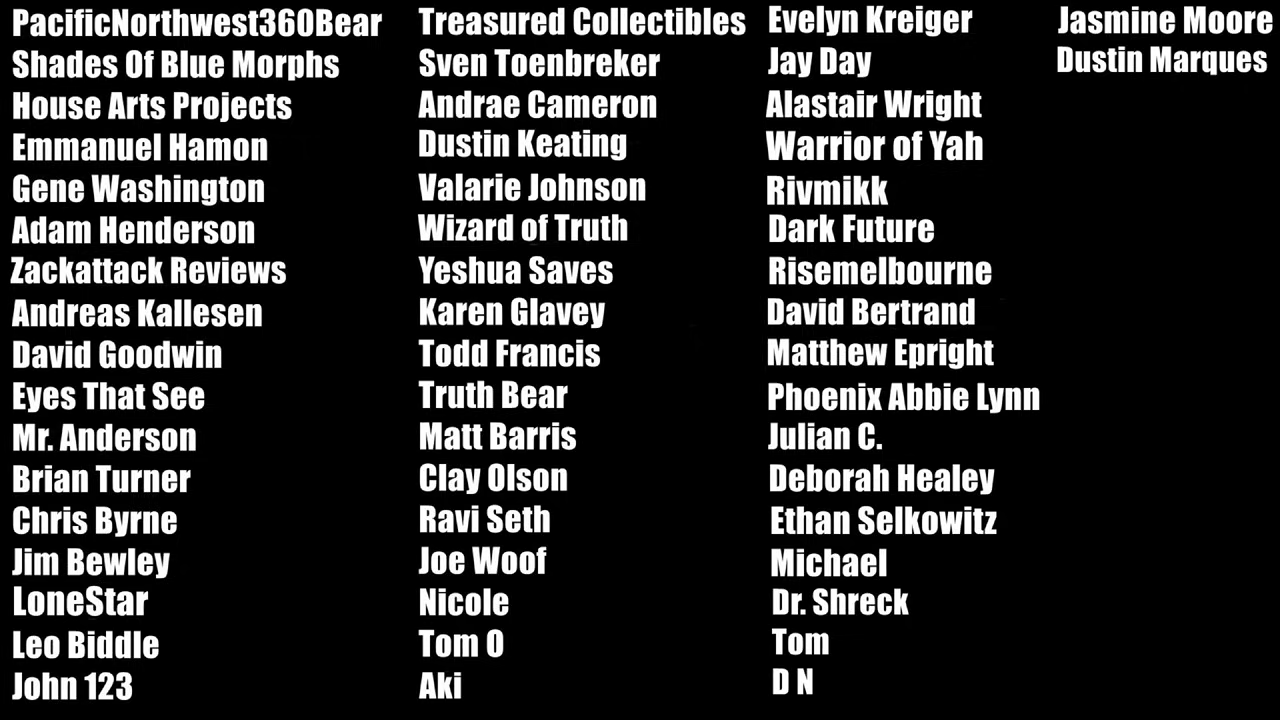 PacificNorthwest360Bear
Shades Of Blue Morphs
House Arts Projects
Emmanuel Hamon
Gene Washington
Adam Henderson
Zackattack Reviews
Andreas Kallesen
David Goodwin
Eyes That See
Mr. Anderson
Brian Turner
Chris Byrne
Jim Bewley
LoneStar
Leo Biddle
John 123
Treasured Collectibles
Sven Toenbreker
Andrae Cameron
Dustin Keating
Valarie Johnson
Wizard of Truth
Yeshua Saves
Karen Glavey
Todd Francis
Truth Bear
Matt Barris
Clay Olson
Ravi Seth
Joe Woof
Nicole
Tom O
Aki
Evelyn Kreiger
Jay Day
Alastair Wright
Warrior of Yah
Rivmikk
Dark Future
Risemelbourne
David Bertrand
Matthew Epright
Phoenix Abbie Lynn
Julian C.
Deborah Healey
Ethan Selkowitz
Michael
Dr. Shreck
Tom
D N
Jasmine Moore
Dustin Marques